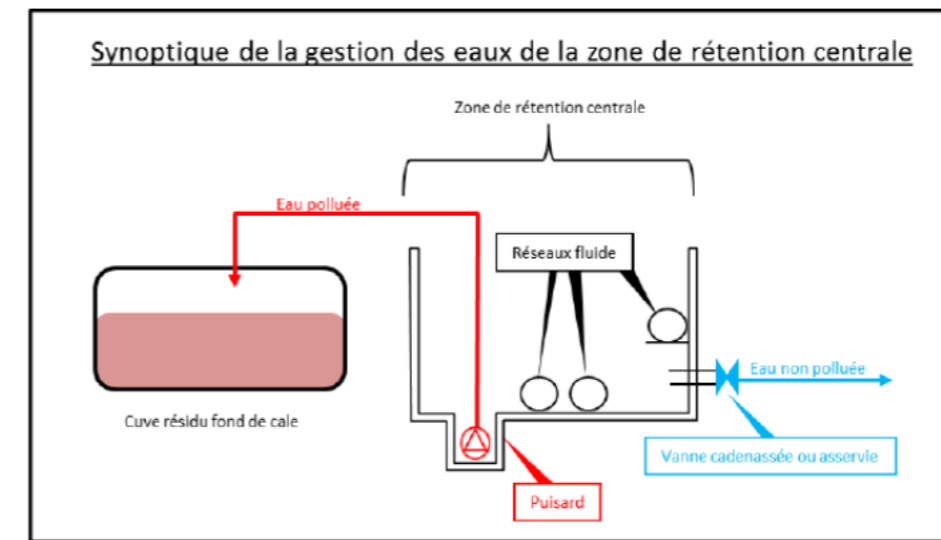 Synoptique de la gestion des eaux de la zone de rétention centrale
Zone de rétention centrale
Eau polluée
Réseaux fluide
Eau non polluée
Cuve résidu fond de cale
Vanne cadenassée ou asservie
Puisard